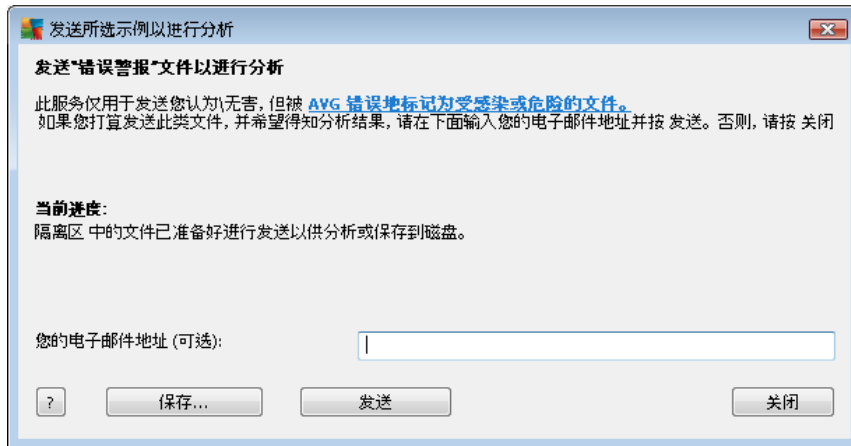 发送所选示例以进行分析
发送"错误警报"文件以进行分析
此服务仅用于发送您认为\无害, 但被 AVG 错误地标记为受感染或危险的文件。
如果您打算发送此类文件, 并希望得知分析结果, 请在下面输入您的电子邮件地址并按 发送。否则, 请按 关闭
当前进度:
隔离区 中的文件已准备好进行发送以供分析或保存到磁盘。
您的电子邮件地址 (可选):
? 保存... 发送 关闭